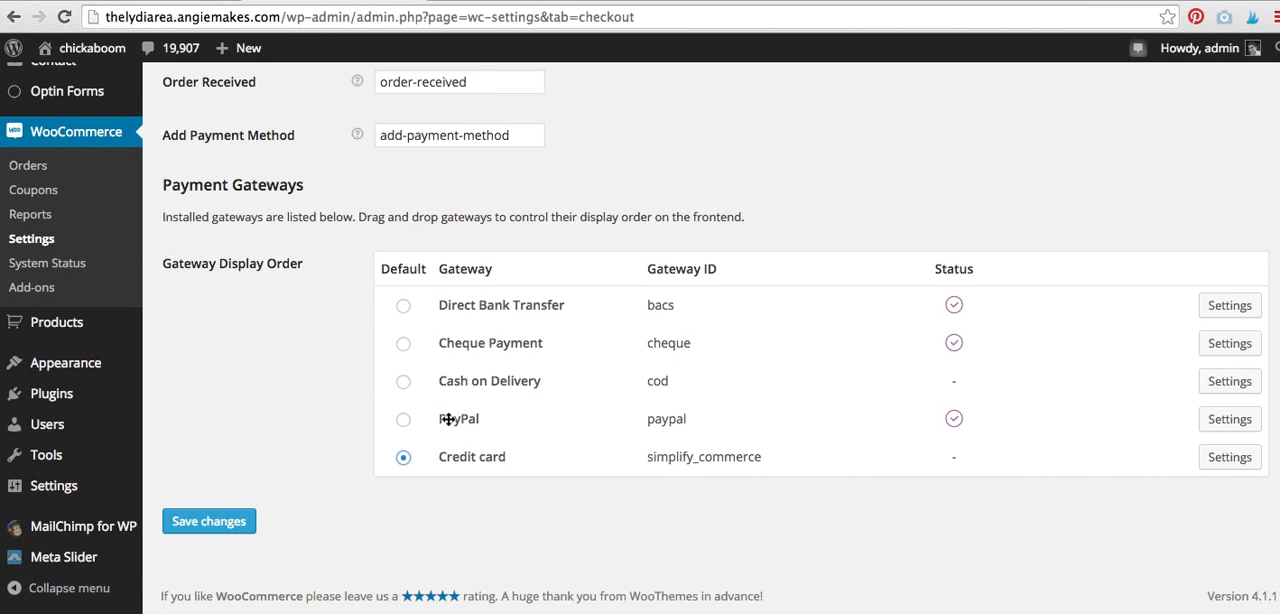 thelydiarea.angiemakes.com/wp-admin/admin.php?page=wc-settings&tab=checkout
chickaboom 19,907 + New Howdy, admin
Contact
Optin Forms
WooCommerce
Orders
Coupons
Reports
Settings
System Status
Add-ons
Products
Appearance
Plugins
Users
Tools
Settings
MailChimp for WP
Meta Slider
Collapse menu
Order Received ? order-received
Add Payment Method ? add-payment-method
Payment Gateways
Installed gateways are listed below. Drag and drop gateways to control their display order on the frontend.
Gateway Display Order
Default Gateway Gateway ID Status
Direct Bank Transfer bacs Settings
Cheque Payment cheque Settings
Cash on Delivery cod - Settings
PayPal paypal Settings
Credit card simplify_commerce - Settings
Save changes
If you like WooCommerce please leave us a ★★★★★ rating. A huge thank you from WooThemes in advance! Version 4.1.1